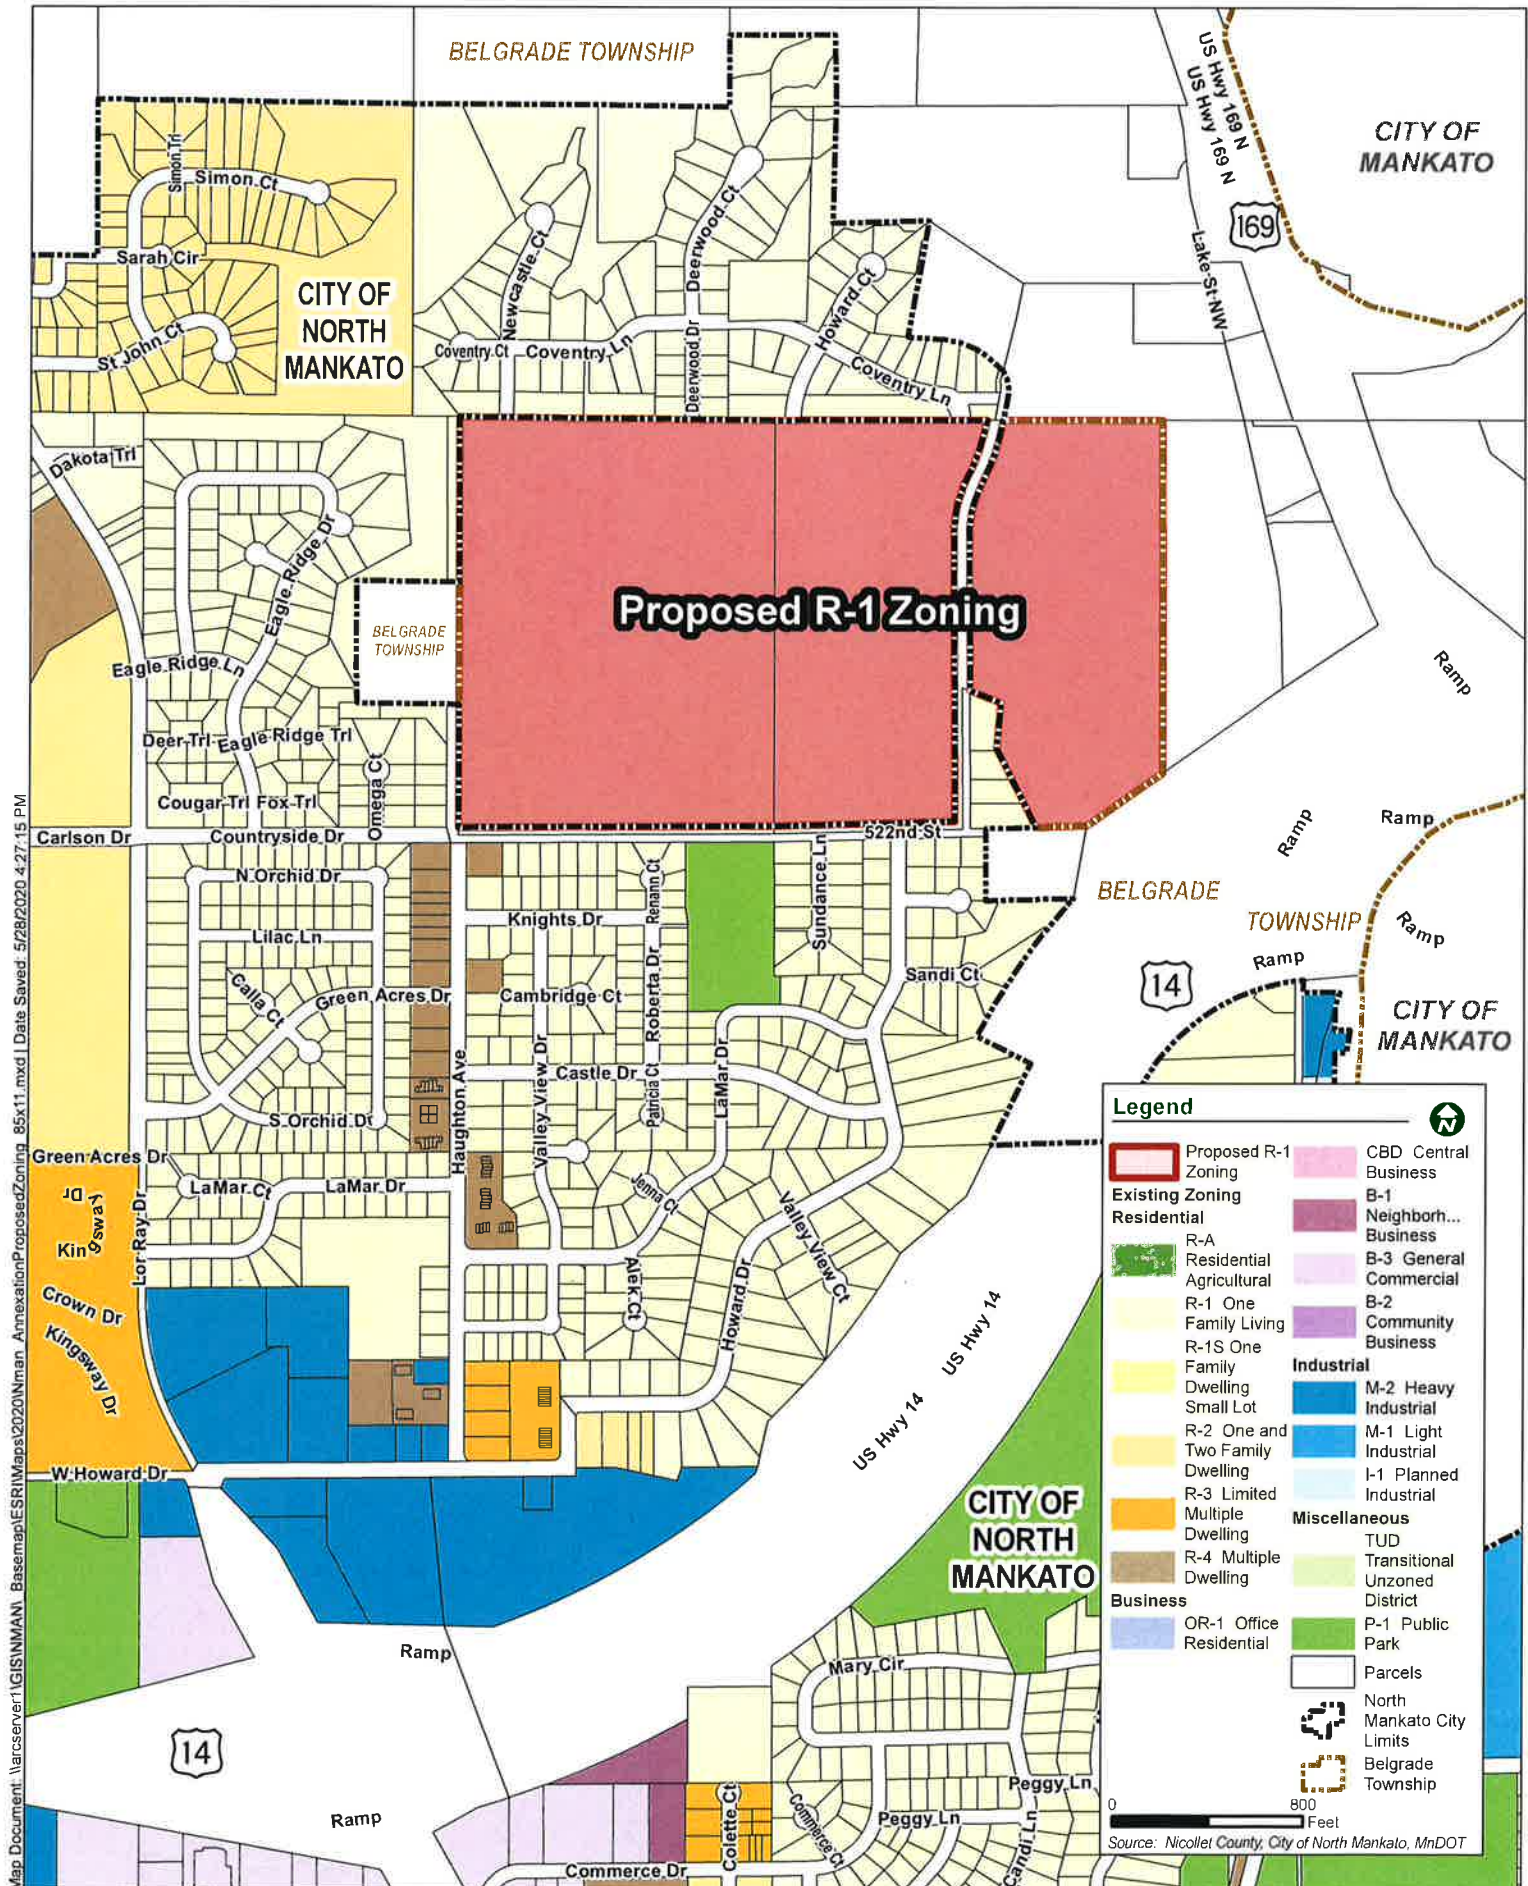 BELGRADE TOWNSHIP
US Hwy 169 N
US Hwy 169 N
CITY OF
MANKATO
169
Lake St NW
Simon Trl
Simon Ct
Sarah Cir
St John Ct
CITY OF
NORTH
MANKATO
Newcastle Ct
Deerwood Ct
Deerwood Dr
Howard Ct
Coventry Ct
Coventry Ln
Coventry Ln
Dakota Trl
Eagle Ridge Dr
Eagle Ridge Ln
BELGRADE
TOWNSHIP
Proposed R-1 Zoning
Ramp
Deer Trl
Eagle Ridge Trl
Omega Ct
Cougar Trl
Fox Trl
Carlson Dr
Countryside Dr
522nd St
Ramp
Ramp
N Orchid Dr
Lilac Ln
Calla Ct
Green Acres Dr
S Orchid Dr
Haughton Ave
Knights Dr
Renann Ct
Sundance Ln
Cambridge Ct
Roberta Dr
Sandi Ct
Valley View Dr
Castle Dr
Patricia Ct
LaMar Dr
BELGRADE
TOWNSHIP
Ramp
Ramp
14
CITY OF
MANKATO
Green Acres Dr
LaMar Ct
LaMar Dr
Lor Ray Dr
Kingsway Dr
Crown Dr
Kingsway Dr
Jenna Ct
Alek Ct
Howard Dr
Valley View Ct
US Hwy 14
US Hwy 14
W Howard Dr
CITY OF
NORTH
MANKATO
Ramp
14
Ramp
Mary Cir
Peggy Ln
Peggy Ln
Candi Ln
Commerce Ct
Colette Ct
Commerce Dr
Legend
N
Proposed R-1
Zoning
Existing Zoning
Residential
R-A
Residential
Agricultural
R-1 One
Family Living
R-1S One
Family
Dwelling
Small Lot
R-2 One and
Two Family
Dwelling
R-3 Limited
Multiple
Dwelling
R-4 Multiple
Dwelling
Business
OR-1 Office
Residential
CBD Central
Business
B-1
Neighborh...
Business
B-3 General
Commercial
B-2
Community
Business
Industrial
M-2 Heavy
Industrial
M-1 Light
Industrial
I-1 Planned
Industrial
Miscellaneous
TUD
Transitional
Unzoned
District
P-1 Public
Park
Parcels
North
Mankato City
Limits
Belgrade
Township
0 800
Feet
Source: Nicollet County, City of North Mankato, MnDOT
Map Document: \\arcserver1\GIS\NMAN\_Basemap\ESRI\Maps\2020\Nman_AnnexationProposedZoning_85x11.mxd | Date Saved: 5/28/2020 4:27:15 PM